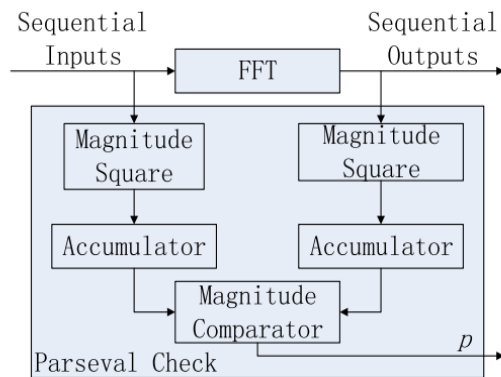 Sequential
Inputs
FFT
Sequential
Outputs
Magnitude
Square
Magnitude
Square
Accumulator
Accumulator
Magnitude
Comparator
p
Parseval Check